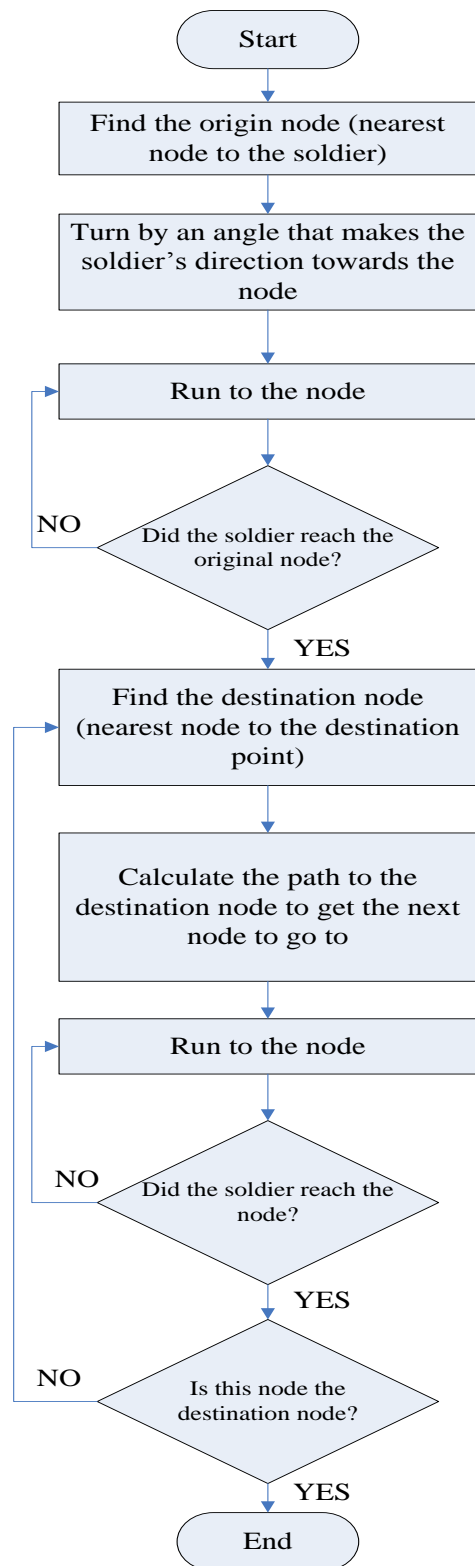 Start
Find the origin node (nearest
node to the soldier)
Turn by an angle that makes the
soldier’s direction towards the
node
Run to the node
Did the soldier reach the
original node?
NO
YES
Find the destination node
(nearest node to the destination
point)
Calculate the path to the
destination node to get the next
node to go to
Run to the node
Did the soldier reach the
node?
NO
YES
Is this node the
destination node?
NO
YES
End